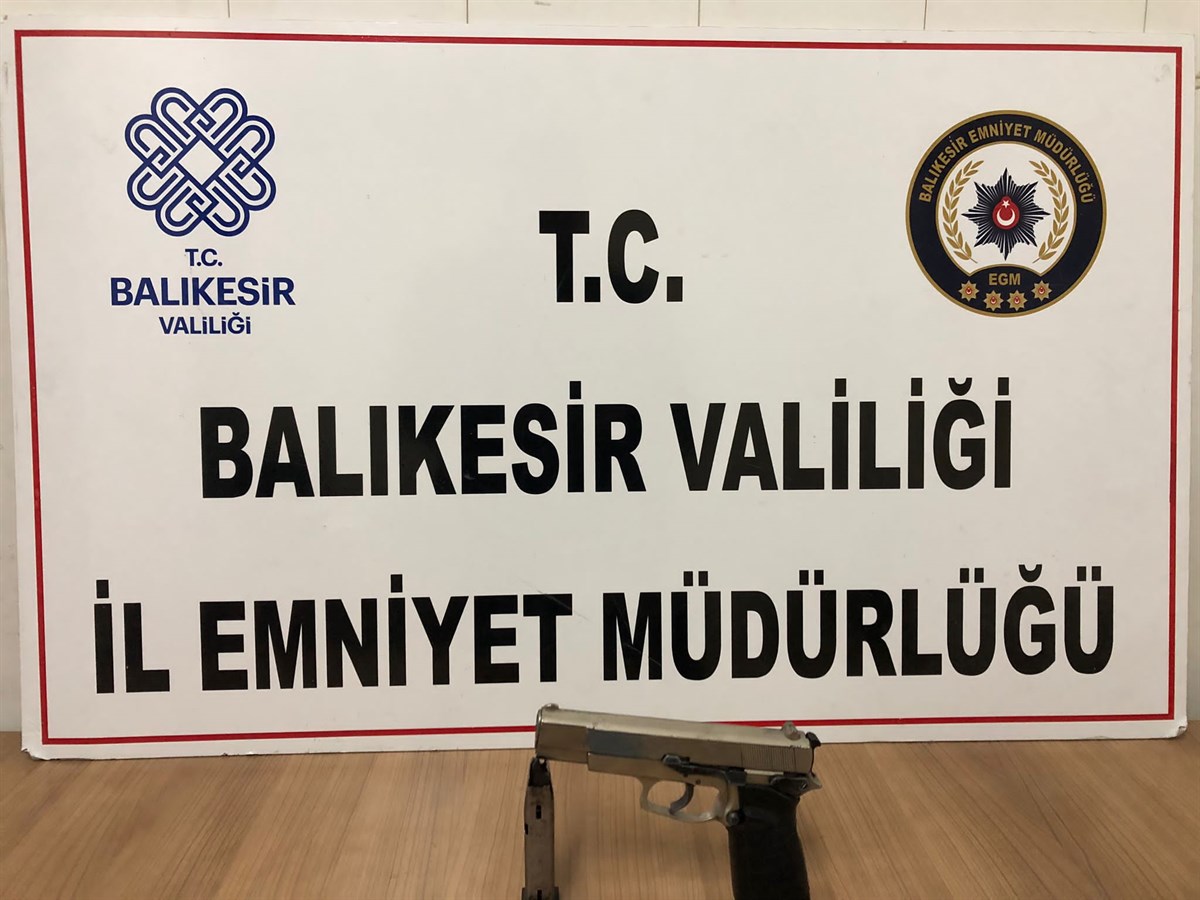 T.C.
BALIKESİR
VALİLİĞİ
BALIKESİR EMNİYET MÜDÜRLÜĞÜ
EGM
T.C.
BALIKESİR VALİLİĞİ
İL EMNİYET MÜDÜRLÜĞÜ